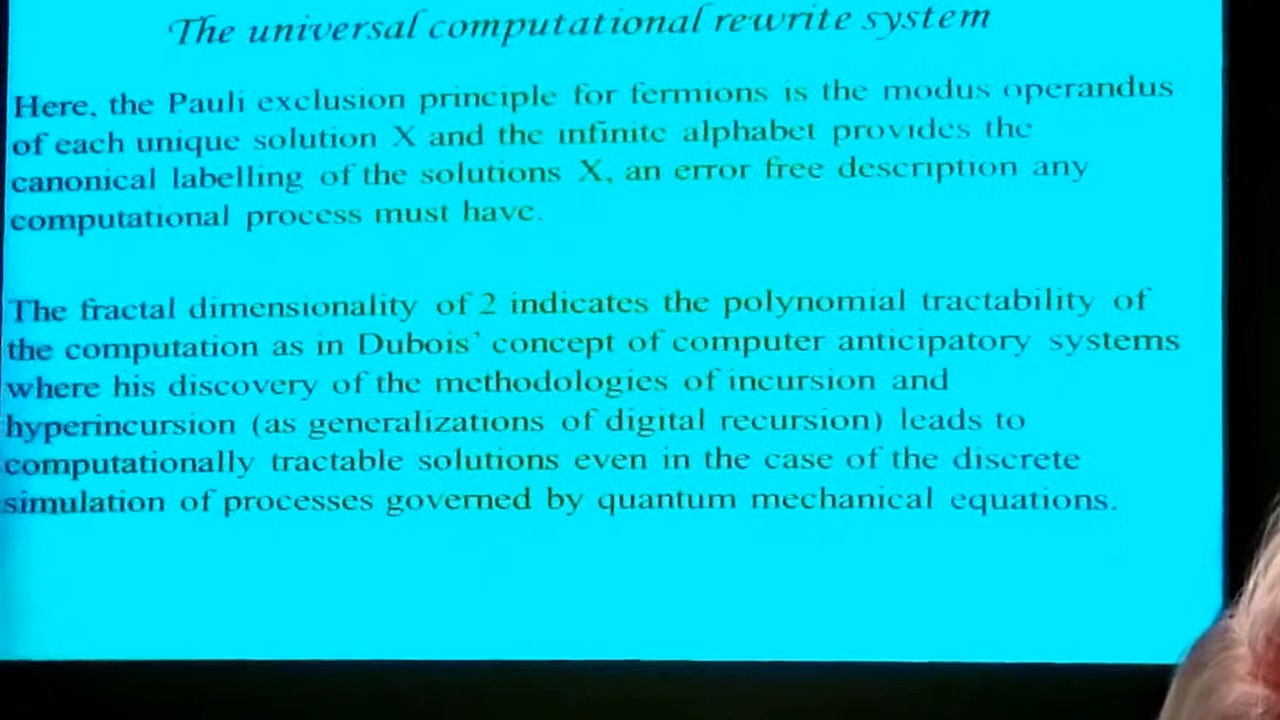 The universal computational rewrite system
Here, the Pauli exclusion principle for fermions is the modus operandus
of each unique solution X and the infinite alphabet provides the
canonical labelling of the solutions X, an error free description any
computational process must have.
The fractal dimensionality of 2 indicates the polynomial tractability of
the computation as in Dubois’ concept of computer anticipatory systems
where his discovery of the methodologies of incursion and
hyperincursion (as generalizations of digital recursion) leads to
computationally tractable solutions even in the case of the discrete
simulation of processes governed by quantum mechanical equations.